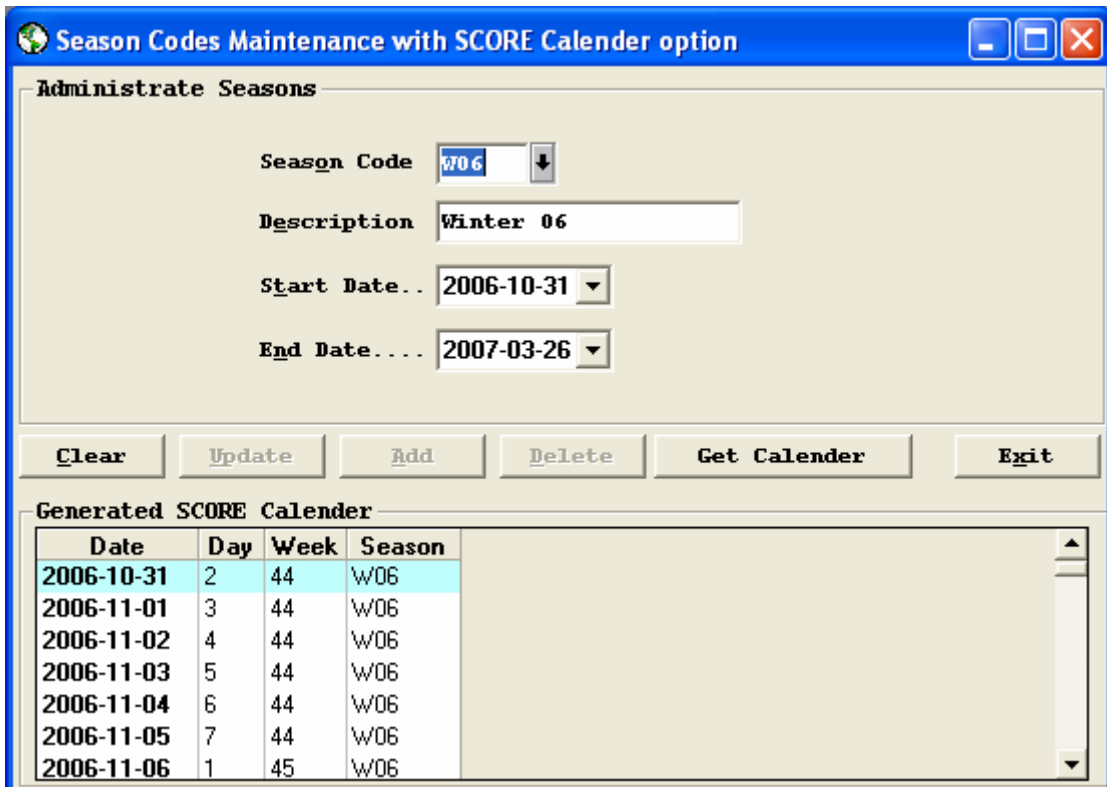 Season Codes Maintenance with SCORE Calender option
Administrate Seasons
Season Code W06
Description Winter 06
Start Date.. 2006-10-31
End Date.... 2007-03-26
Clear Update Add Delete Get Calender Exit
Generated SCORE Calender
Date Day Week Season
2006-10-31 2 44 W06
2006-11-01 3 44 W06
2006-11-02 4 44 W06
2006-11-03 5 44 W06
2006-11-04 6 44 W06
2006-11-05 7 44 W06
2006-11-06 1 45 W06